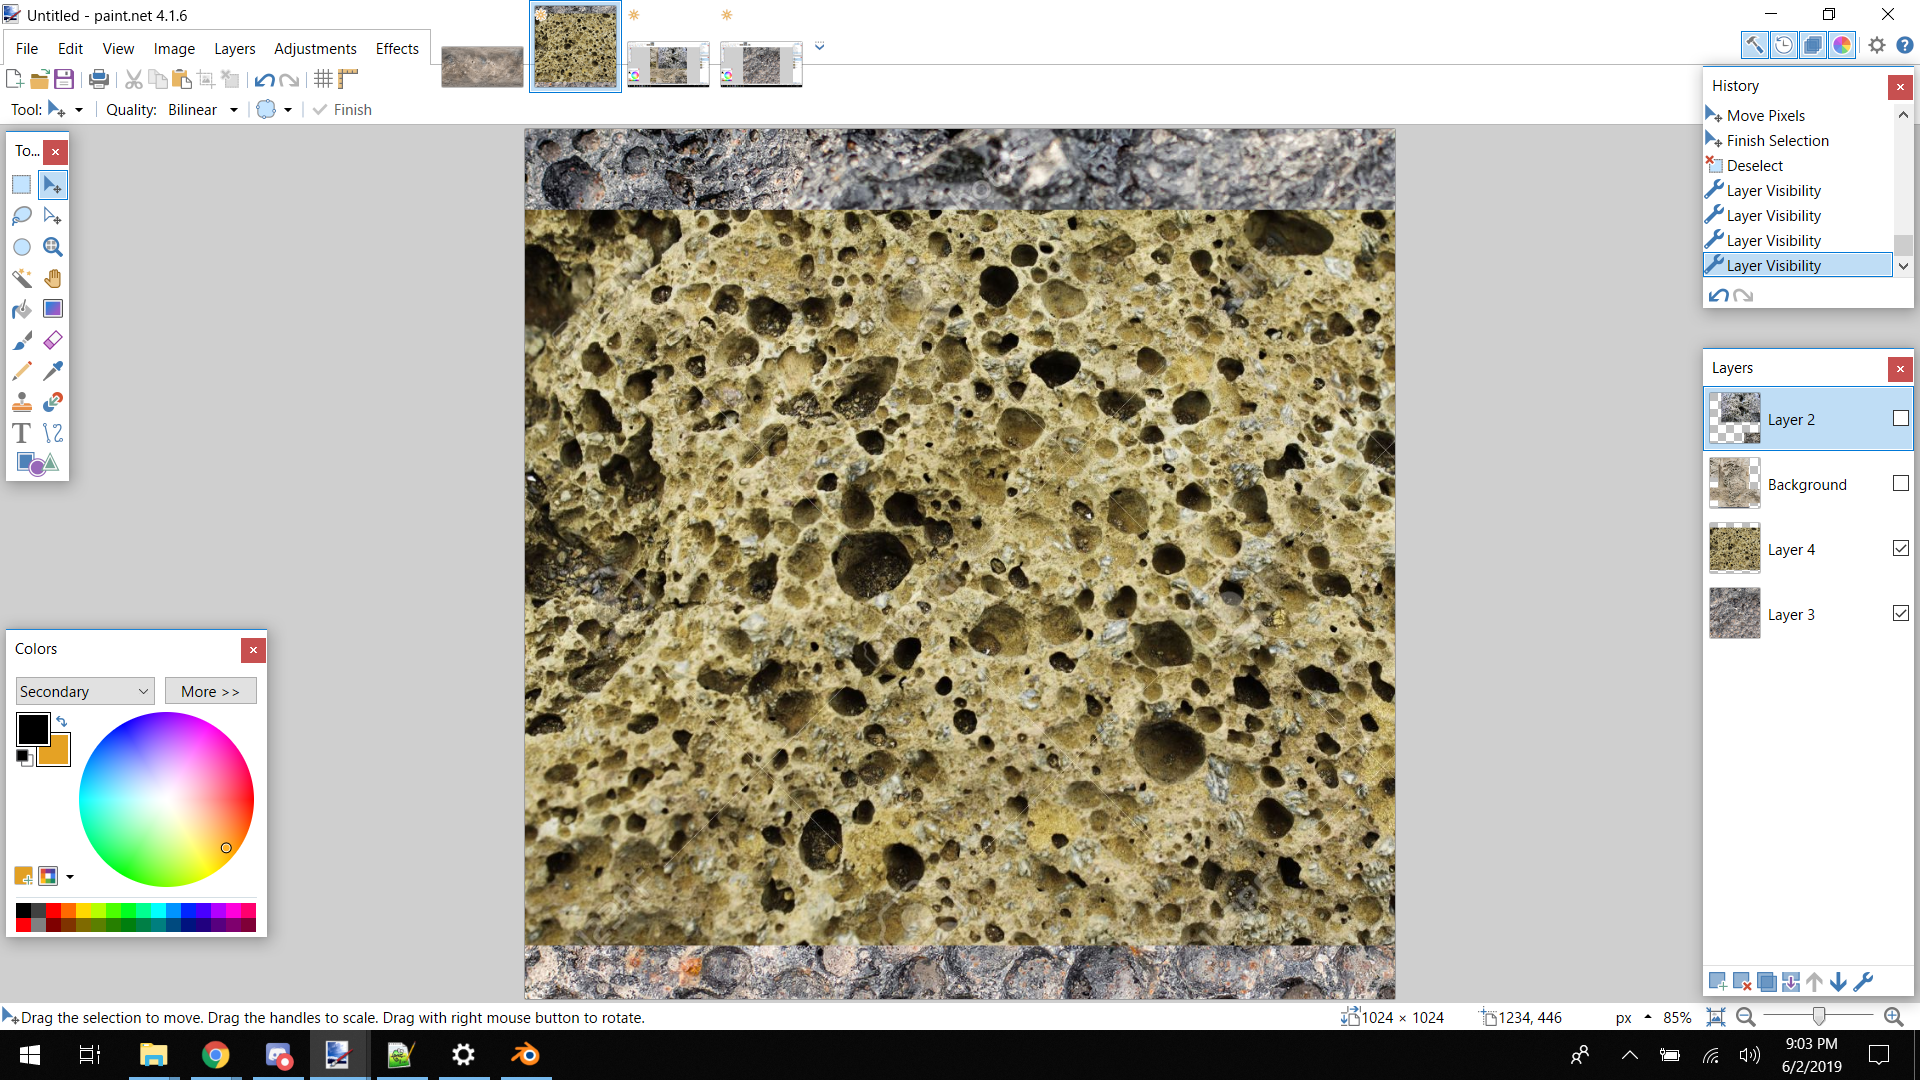 Untitled - paint.net 4.1.6
File Edit View Image Layers Adjustments Effects
Tool: Quality: Bilinear Finish
To...
History
Move Pixels
Finish Selection
Deselect
Layer Visibility
Layer Visibility
Layer Visibility
Layer Visibility
Layers
Layer 2
Background
Layer 4
Layer 3
Colors
Secondary More >>
Drag the selection to move. Drag the handles to scale. Drag with right mouse button to rotate. 1024 × 1024 1234, 446 px 85%
9:03 PM
6/2/2019